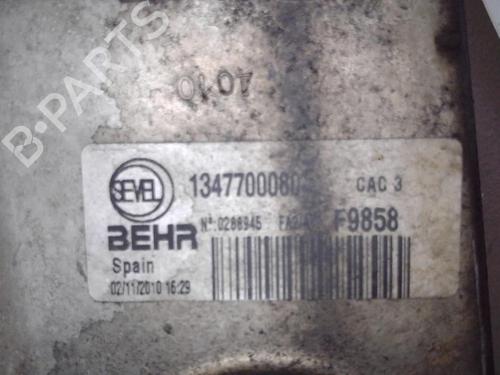 B-PARTS
4010
SEVEL
1347700080 CAC 3
BEHR Nº:0286945 F9858
Spain
02/11/2010 16:29